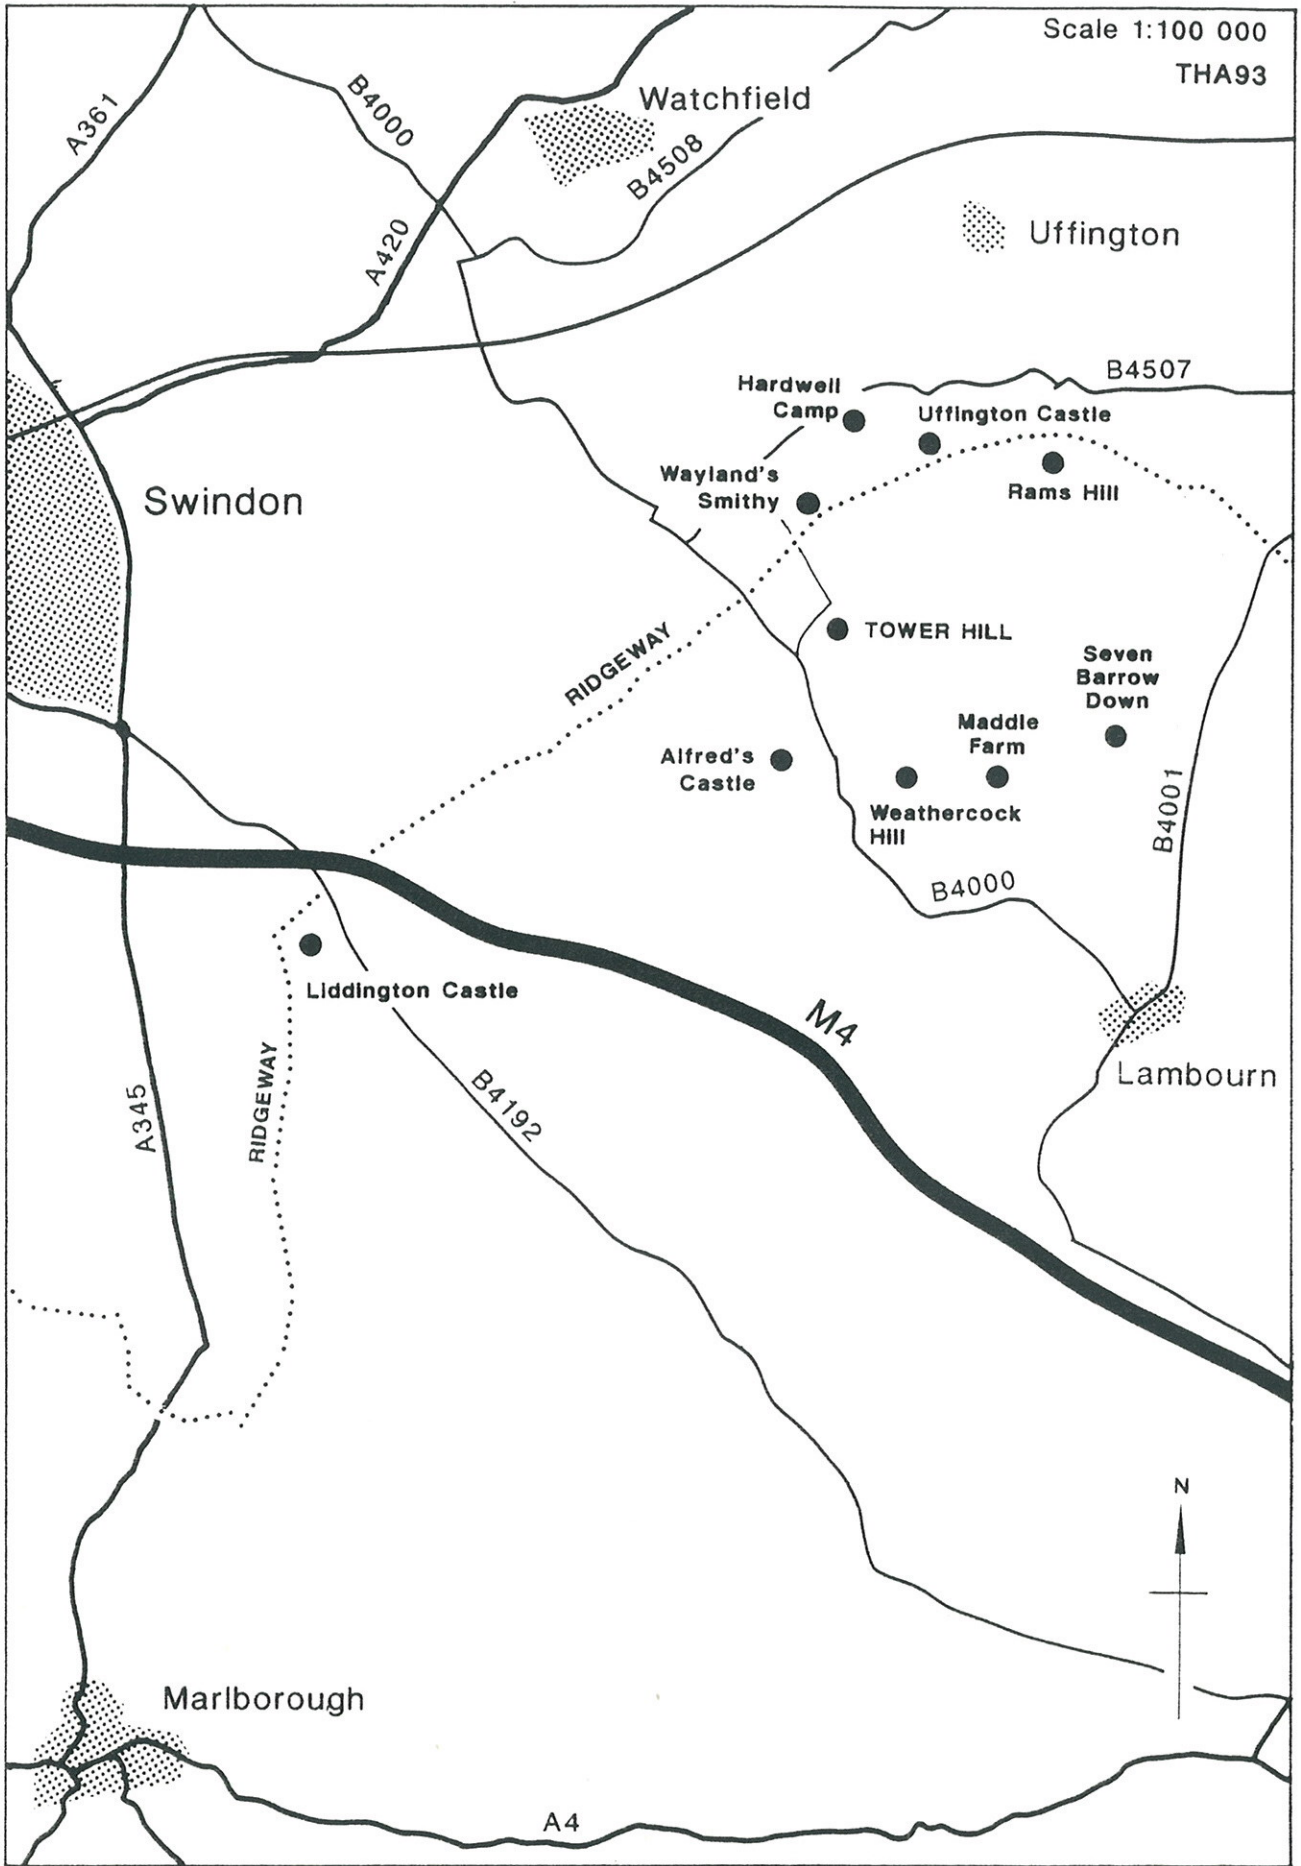 Scale 1:100 000
THA93
A361
B4000
Watchfield
B4508
A420
Uffington
B4507
Hardwell
Camp
Uffington Castle
Wayland's
Smithy
Rams Hill
Swindon
TOWER HILL
RIDGEWAY
Seven
Barrow
Down
Maddle
Farm
Alfred's
Castle
Weathercock
Hill
B4001
B4000
Liddington Castle
M4
Lambourn
RIDGEWAY
A345
B4192
N
Marlborough
A4